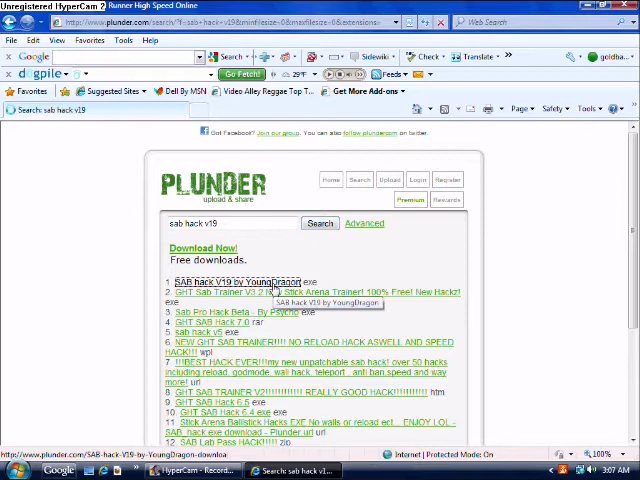 Unregistered HyperCam 2
Runner High Speed Online
http://www.plunder.com/search/?f=sab+hack+v19&minfilesize=0&maxfilesize=0&extensions=
Web Search
File Edit View Favorites Tools Help
Google Search Sidewiki Check Translate goldba...
dogpile Go Fetch! 29°F Feeds
Favorites Suggested Sites Dell By MSN Video Alley Reggae Top T... Get More Add-ons
Search: sab hack v19
Page Safety Tools
Got Facebook? Join our group. You can also follow plundercom on twitter.
PLUNDER
upload & share
Home Search Upload Login Register
Premium Rewards
sab hack v19 Search Advanced
Download Now!
Free downloads.
1. SAB hack V19 by YoungDragon exe
2. GHT Sab Trainer V3.2 Stick Arena Trainer! 100% Free! New Hackz!
exe
SAB hack V19 by YoungDragon
3. Sab Pro Hack Beta - By Psycho exe
4. GHT SAB Hack 7.0 rar
5. sab hack v5 exe
6. NEW GHT SAB TRAINER!!!! NO RELOAD HACK ASWELL AND SPEED
HACK!!! wpl
7. !!!BEST HACK EVER!!!my new unpatchable sab hack! over 50 hacks
including reload, godmode, wall hack, teleport , anti ban,speed and way
more! url
8. GHT SAB TRAINER V2!!!!!!!!!!!! REALLY GOOD HACK!!!!!!! htm
9. GHT SAB Hack 6.5 exe
10. GHT SAB Hack 6.4 exe exe
11. Stick Arena Ballistick Hacks EXE No walls or reload ect... ENJOY LOL -
SAB_hack exe download - Plunder url url
12. SAB Lab Pass HACK!!!! zip
http://www.plunder.com/SAB-hack-V19-by-YoungDragon-downloa
Internet | Protected Mode: On
100%
Google HyperCam - Record... Search: sab hack v1... 3:07 AM